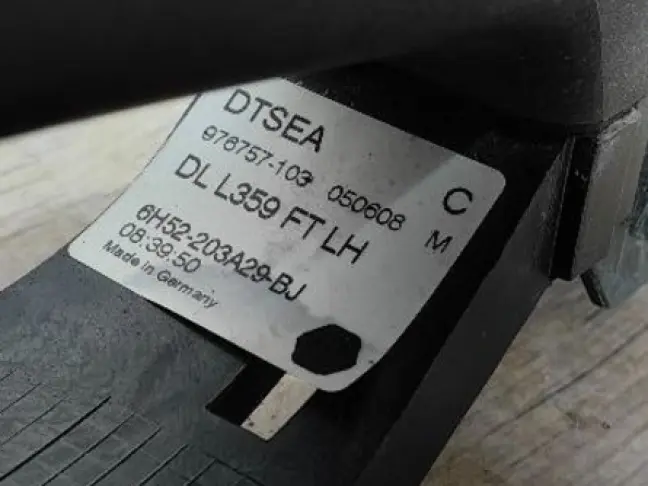 DTSEA
976757-103 050608 C
DL L359 FT LH M
6H52-203A29-BJ
08:39:50
Made in Germany